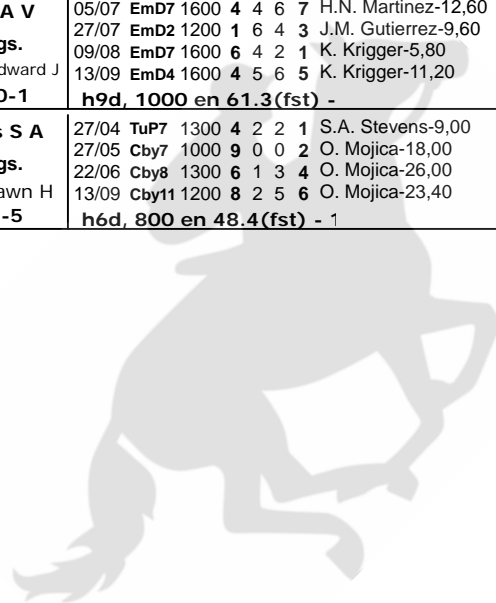 A V
gs.
dward J
0-1
05/07 EmD7 1600 4 4 6 7 H.N. Martinez-12,60
27/07 EmD2 1200 1 6 4 3 J.M. Gutierrez-9,60
09/08 EmD7 1600 6 4 2 1 K. Krigger-5,80
13/09 EmD4 1600 4 5 6 5 K. Krigger-11,20
h9d, 1000 en 61.3(fst) -
s S A
gs.
awn H
-5
27/04 TuP7 1300 4 2 2 1 S.A. Stevens-9,00
27/05 Cby7 1000 9 0 0 2 O. Mojica-18,00
22/06 Cby8 1300 6 1 3 4 O. Mojica-26,00
13/09 Cby11 1200 8 2 5 6 O. Mojica-23,40
h6d, 800 en 48.4(fst) - 1